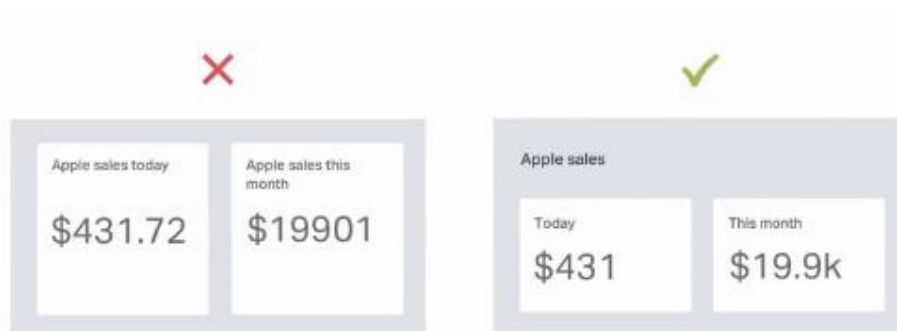 Apple sales today
$431.72
Apple sales this
month
$19901
Apple sales
Today
$431
This month
$19.9k